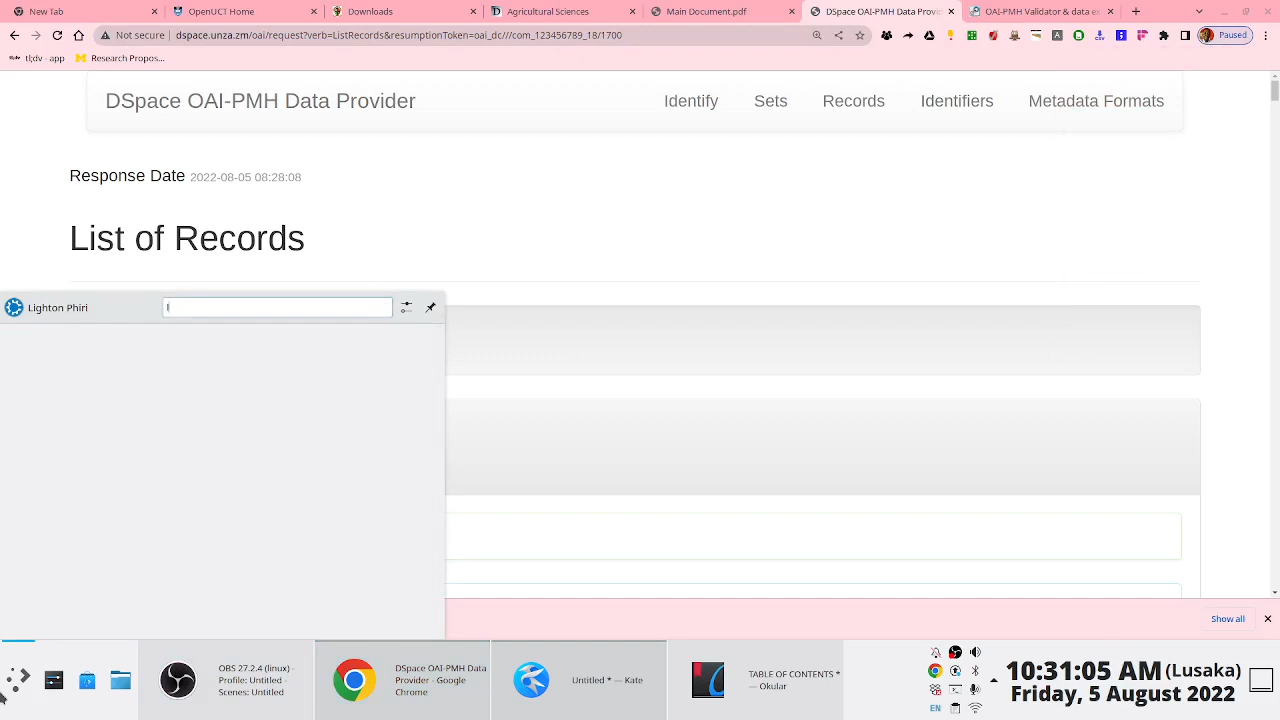 New Tab
OpenUCT Home
Downloads
Agricultural Sciences
Main Document.pdf
DSpace OAI-PMH Data Provid
OAI-PMH Validator & data ex
Not secure
dspace.unza.zm/oai/request?verb=ListRecords&resumptionToken=oai_dc///com_123456789_18/1700
Paused
tl;dv - app
Research Propos...
DSpace OAI-PMH Data Provider
Identify
Sets
Records
Identifiers
Metadata Formats
Response Date 2022-08-05 08:28:08
List of Records
Lighton Phiri
Show all
OBS 27.2.4 (linux) -
Profile: Untitled -
Scenes: Untitled
DSpace OAI-PMH Data
Provider - Google
Chrome
Untitled * — Kate
TABLE OF CONTENTS *
— Okular
EN
10:31:05 AM (Lusaka)
Friday, 5 August 2022